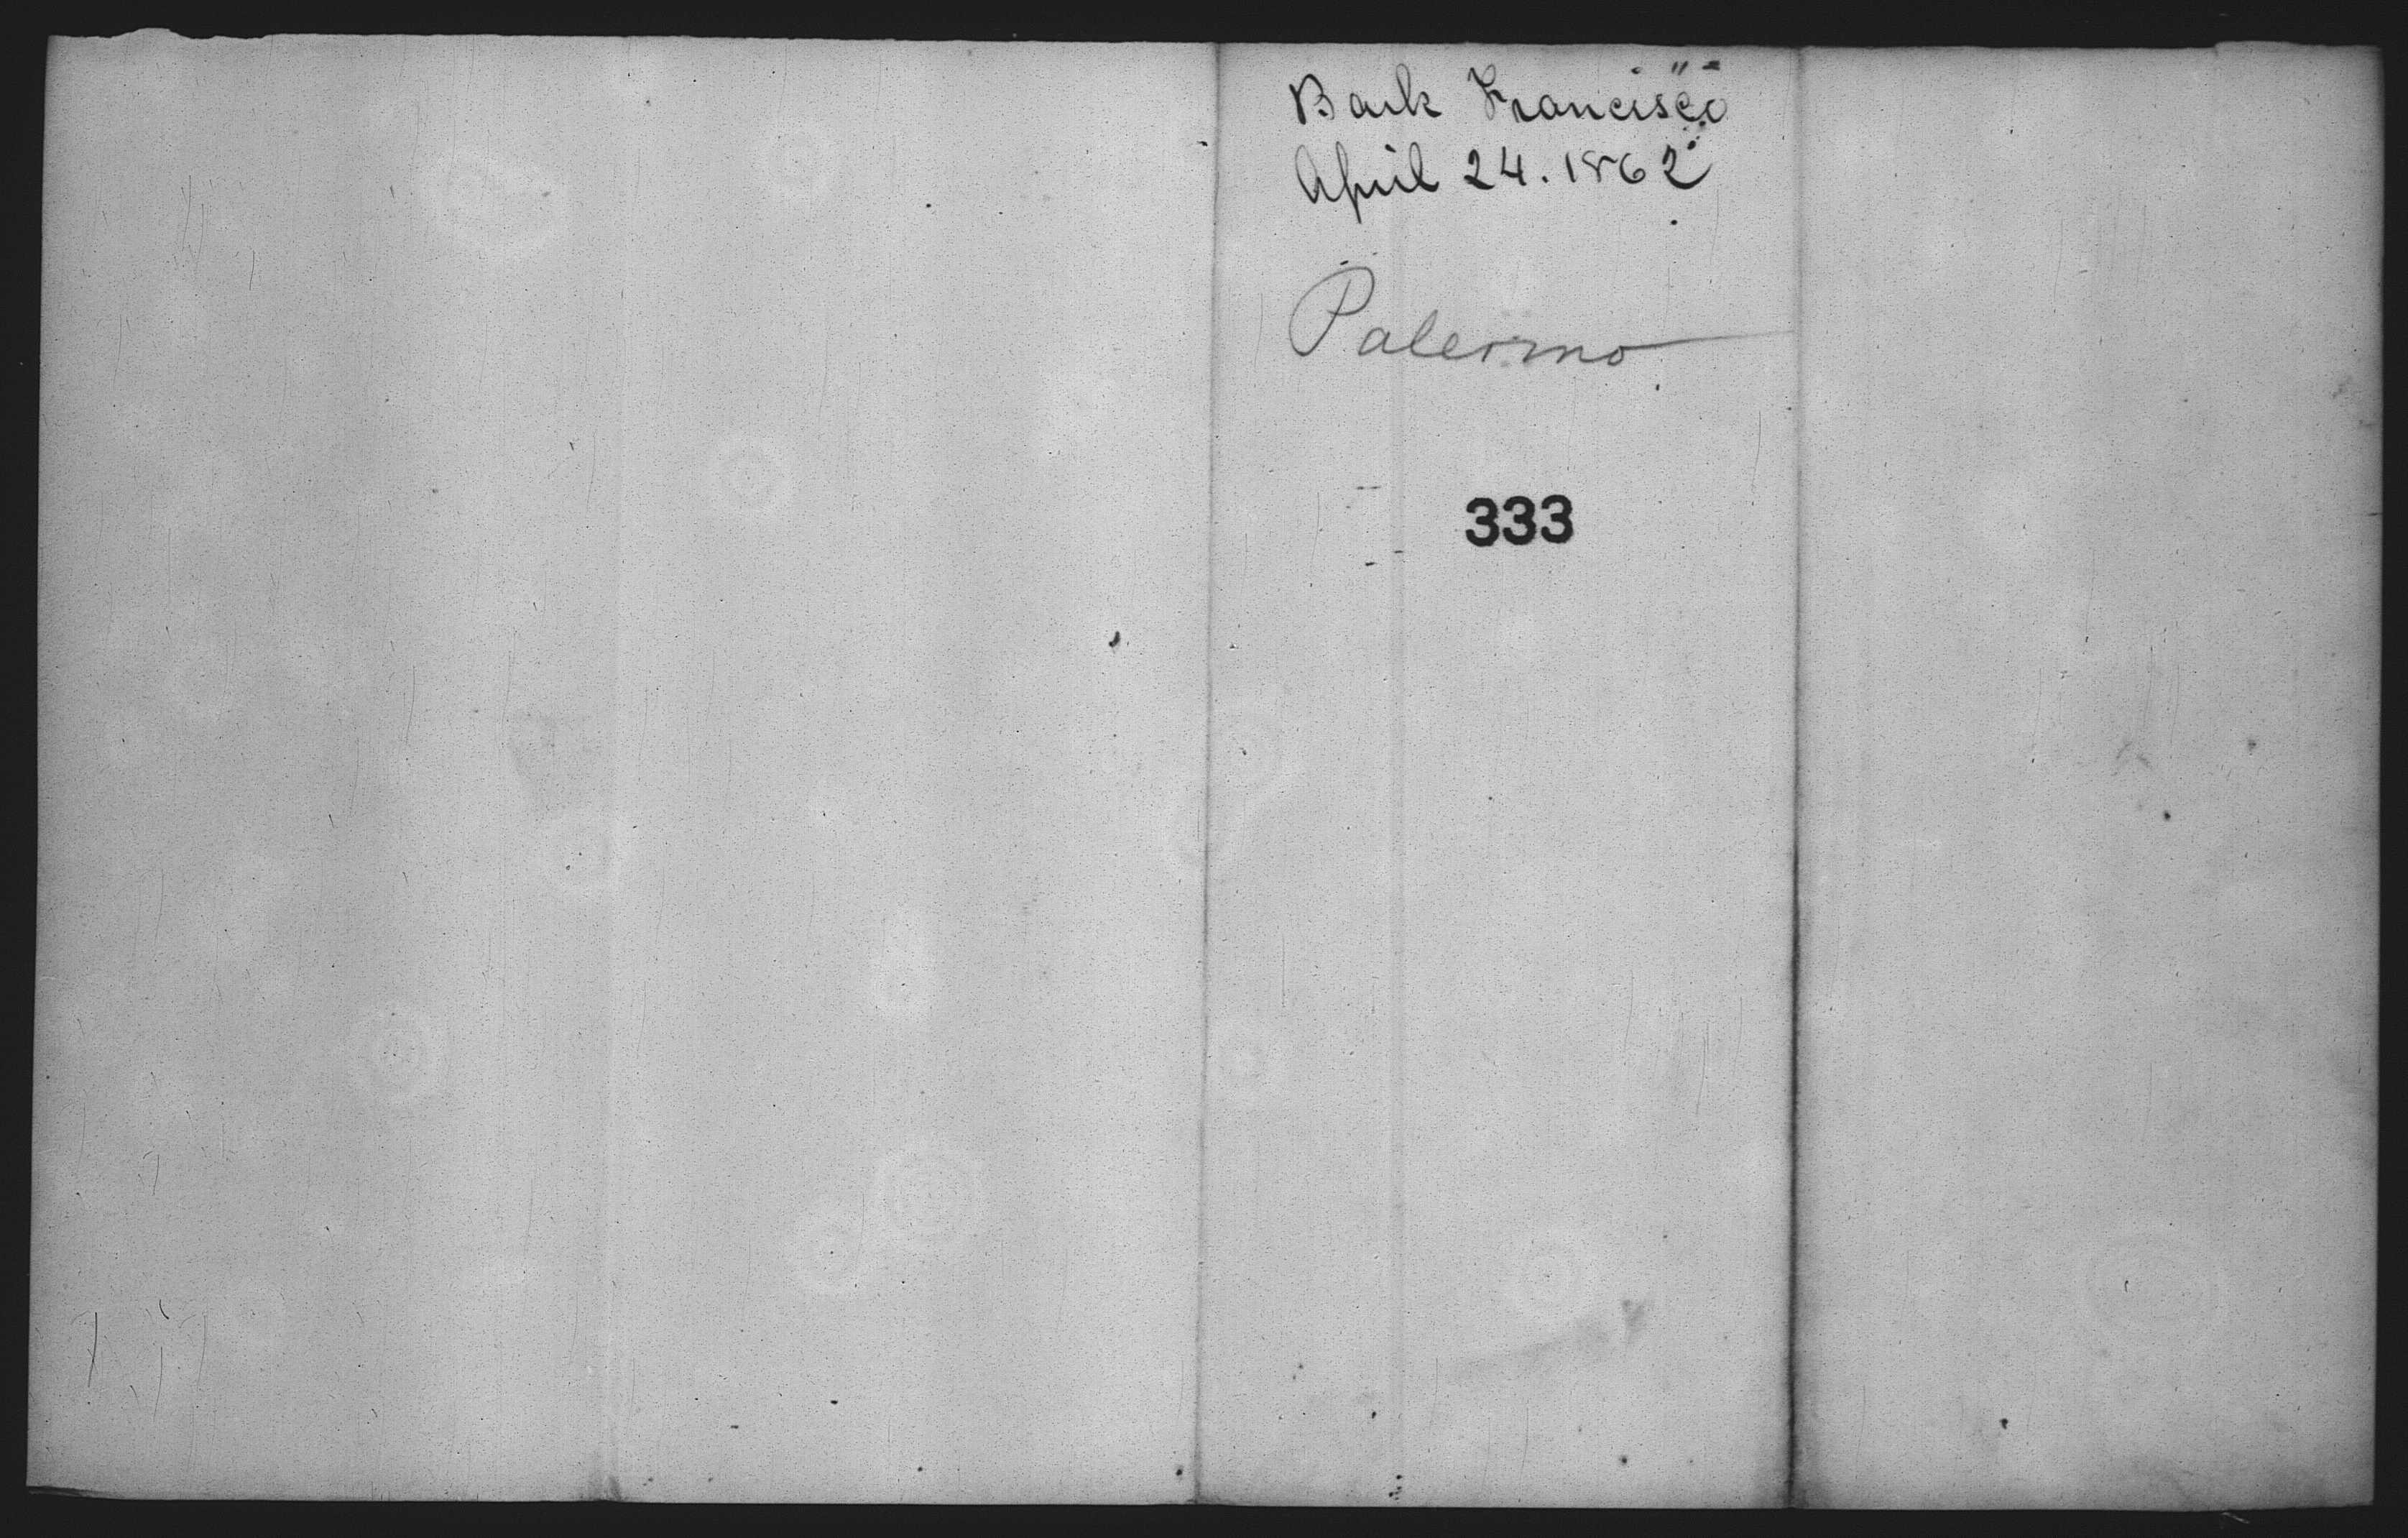 Bark Francisco
April 24. 1862
Palermo
333